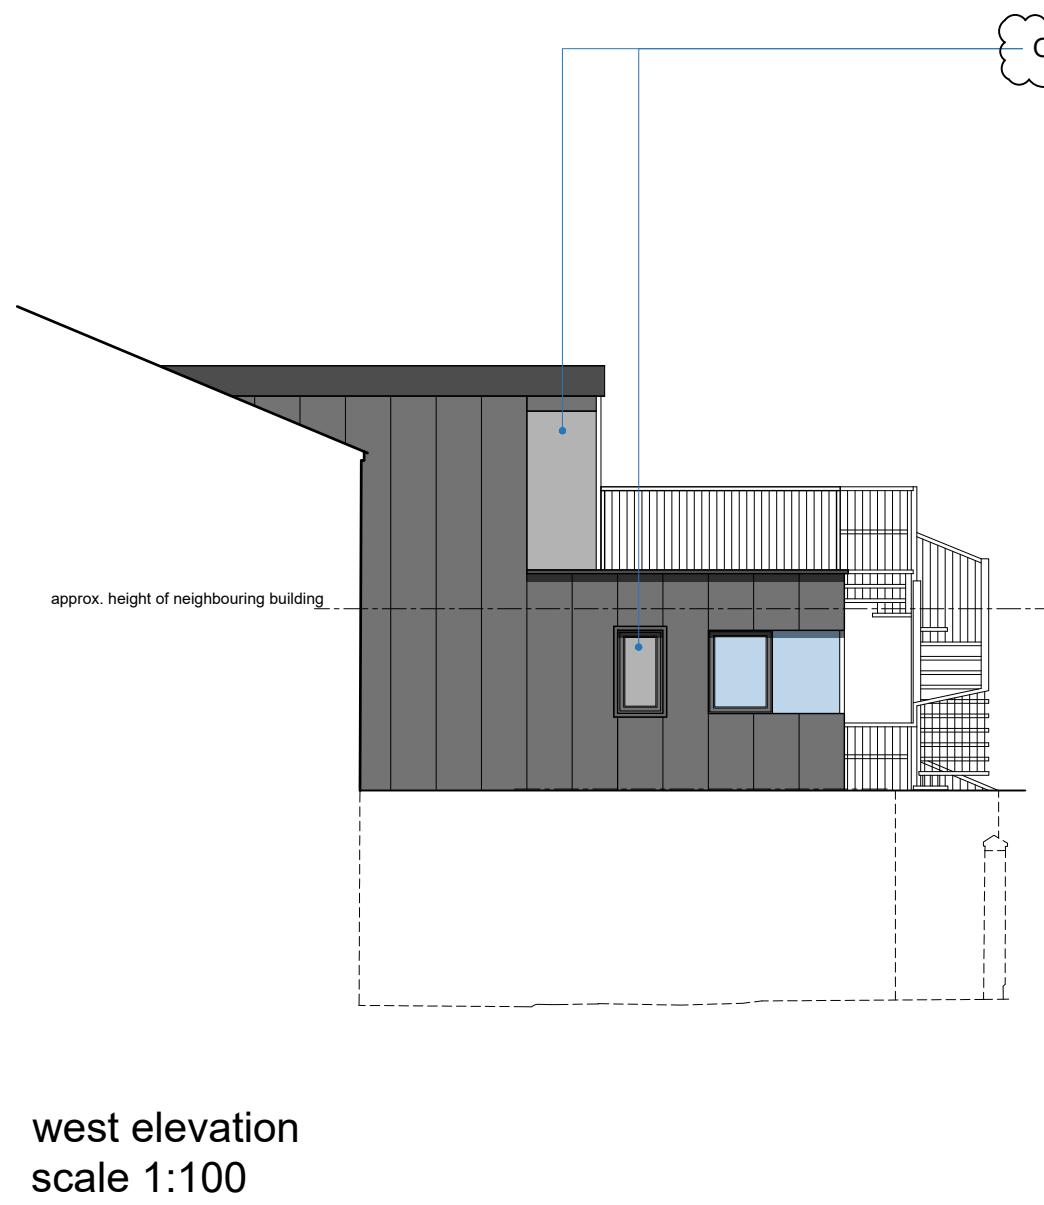 approx. height of neighbouring building
west elevation
scale 1:100